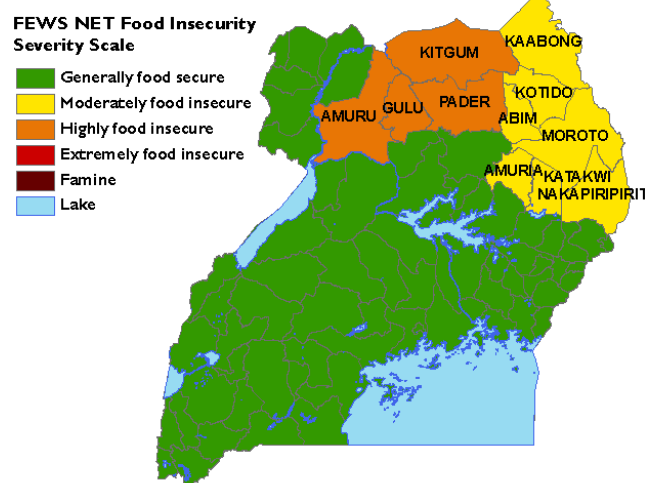 FEWS NET Food Insecurity
Severity Scale
Generally food secure
Moderately food insecure
Highly food insecure
Extremely food insecure
Famine
Lake
KAABONG
KITGUM
KOTIDO
PADER
GULU
AMURU
ABIM
MOROTO
AMURIA
KATAKWI
NAKAPIRIPIRIT